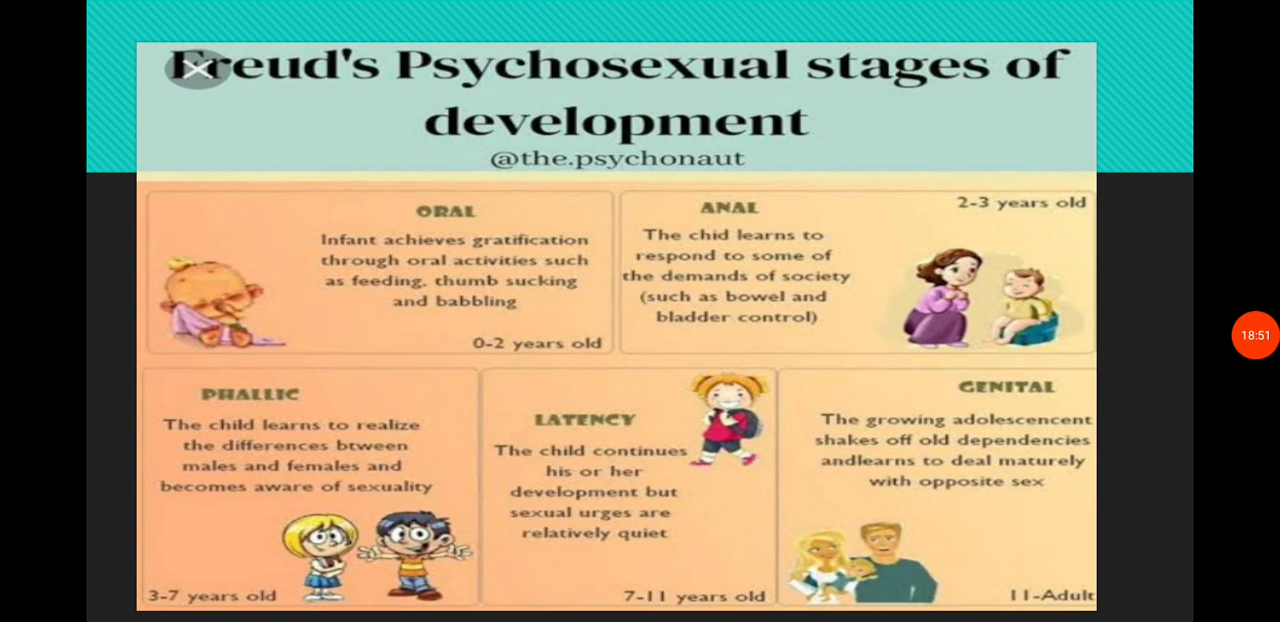 Freud's Psychosexual stages of
development
@the.psychonaut
ORAL
Infant achieves gratification
through oral activities such
as feeding, thumb sucking
and babbling
0-2 years old
ANAL
2-3 years old
The chid learns to
respond to some of
the demands of society
(such as bowel and
bladder control)
PHALLIC
The child learns to realize
the differences btween
males and females and
becomes aware of sexuality
3-7 years old
LATENCY
The child continues
his or her
development but
sexual urges are
relatively quiet
7-11 years old
GENITAL
The growing adolescencent
shakes off old dependencies
andlearns to deal maturely
with opposite sex
11-Adult
18:51